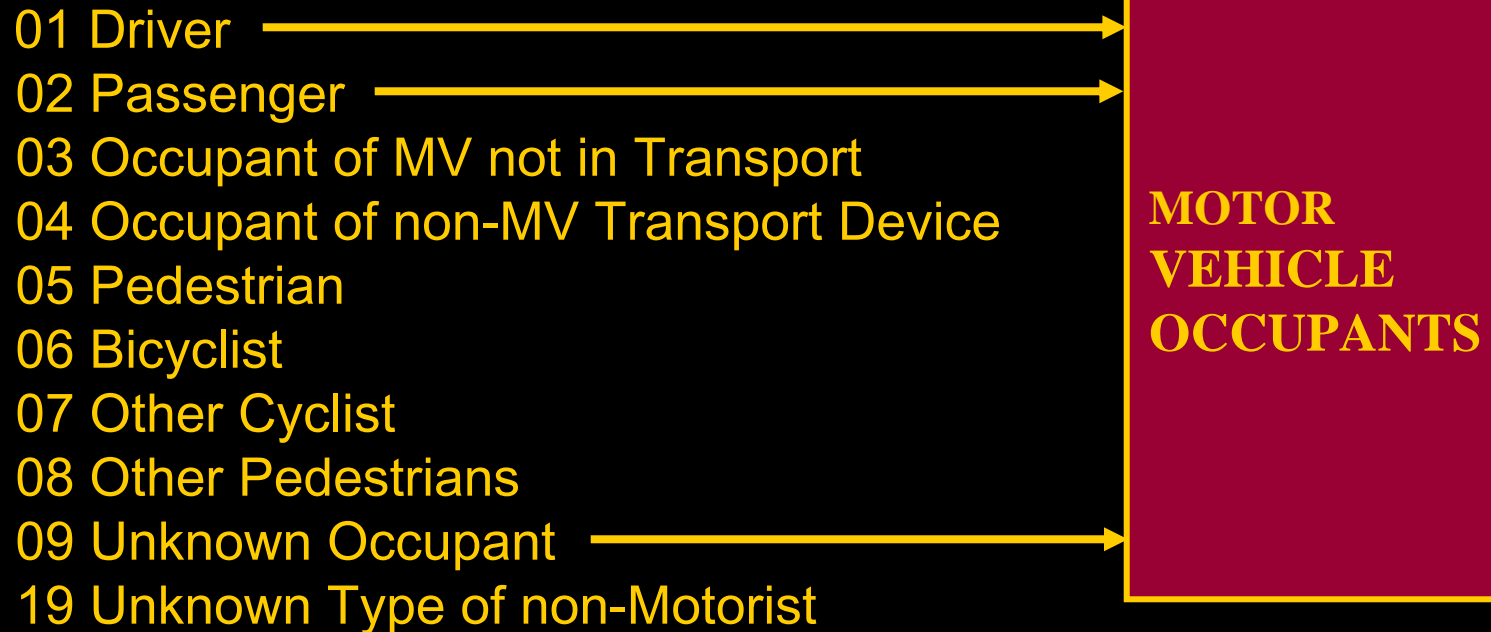 01 Driver
02 Passenger
03 Occupant of MV not in Transport
04 Occupant of non-MV Transport Device
05 Pedestrian
06 Bicyclist
07 Other Cyclist
08 Other Pedestrians
09 Unknown Occupant
19 Unknown Type of non-Motorist
MOTOR
VEHICLE
OCCUPANTS